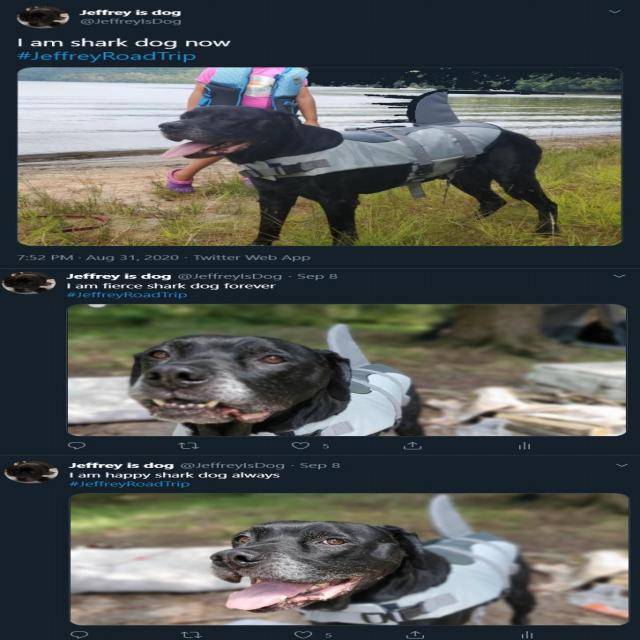 Jeffrey is dog
@JeffreyIsDog
I am shark dog now
#JeffreyRoadTrip
7:52 PM · Aug 31, 2020 · Twitter Web App
Jeffrey is dog @JeffreyIsDog · Sep 8
I am fierce shark dog forever
#JeffreyRoadTrip
5
Jeffrey is dog @JeffreyIsDog · Sep 8
I am happy shark dog always
#JeffreyRoadTrip
5